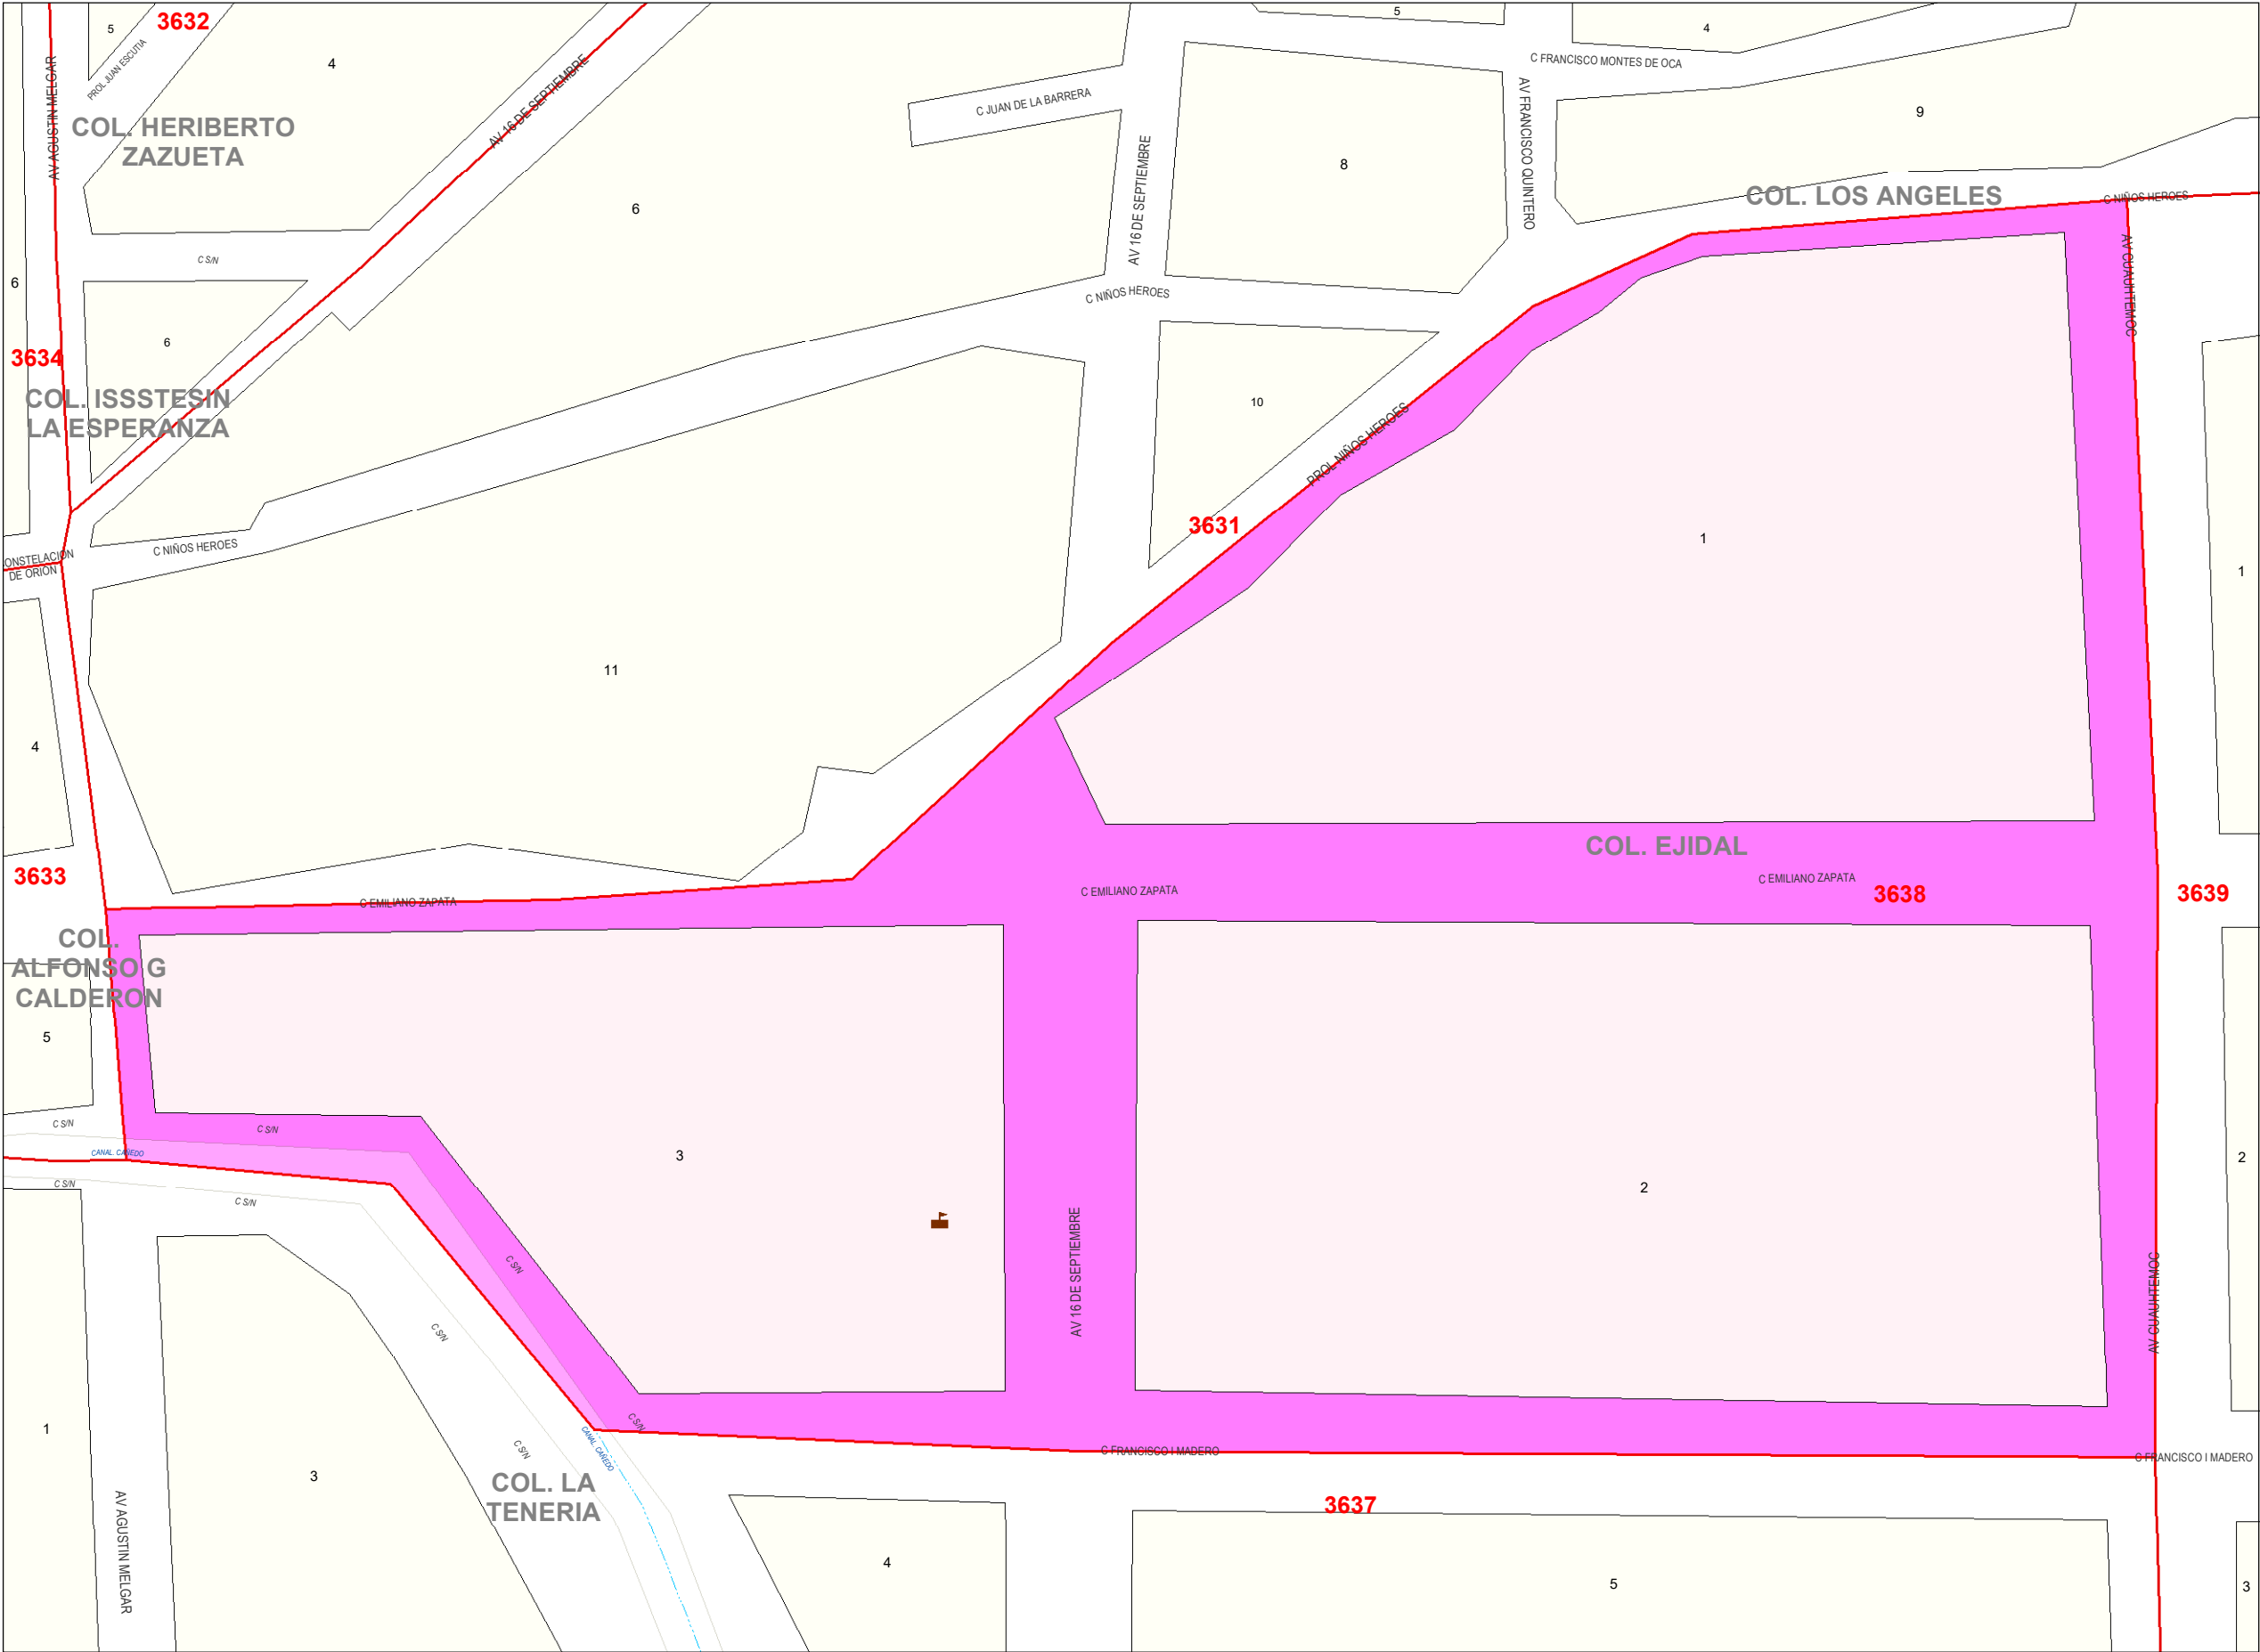 5
3632
5
4
C FRANCISCO MONTES DE OCA
PROL JUAN ESCUTIA
4
AV AGUSTIN MELGAR
AV 16 DE SEPTIEMBRE
C JUAN DE LA BARRERA
AV FRANCISCO QUINTERO
9
COL. HERIBERTO
ZAZUETA
8
AV 16 DE SEPTIEMBRE
COL. LOS ANGELES
C NIÑOS HEROES
6
C S/N
AV CUAUHTEMOC
6
C NIÑOS HEROES
6
3634
COL. ISSSTESIN
LA ESPERANZA
10
PROL NIÑOS HEROES
3631
1
C NIÑOS HEROES
ONSTELACION
DE ORION
1
11
4
COL. EJIDAL
3633
C EMILIANO ZAPATA
C EMILIANO ZAPATA
C EMILIANO ZAPATA
3638
3639
COL.
ALFONSO G
CALDERON
5
C S/N
C S/N
CANAL. CAÑEDO
3
2
2
C S/N
C S/N
C S/N
C S/N
AV 16 DE SEPTIEMBRE
AV CUAUHTEMOC
1
C S/N
CANAL. CAÑEDO
C S/N
C FRANCISCO I MADERO
C FRANCISCO I MADERO
3
COL. LA
TENERIA
3637
AV AGUSTIN MELGAR
4
5
3